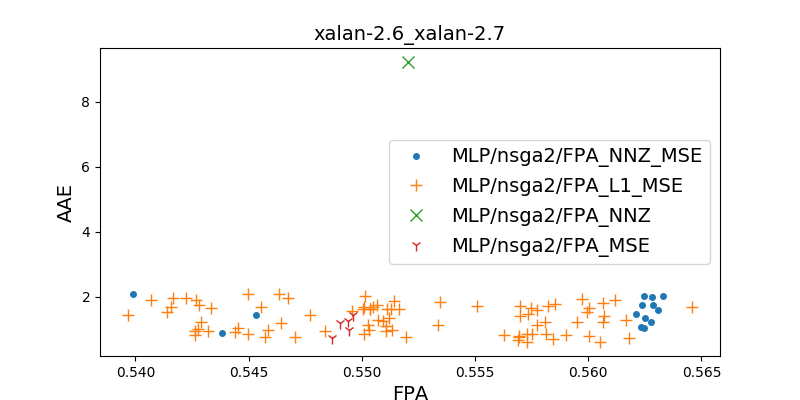 xalan-2.6_xalan-2.7
AAE
8
6
4
2
MLP/nsga2/FPA_NNZ_MSE
MLP/nsga2/FPA_L1_MSE
MLP/nsga2/FPA_NNZ
MLP/nsga2/FPA_MSE
0.540 0.545 0.550 0.555 0.560 0.565
FPA